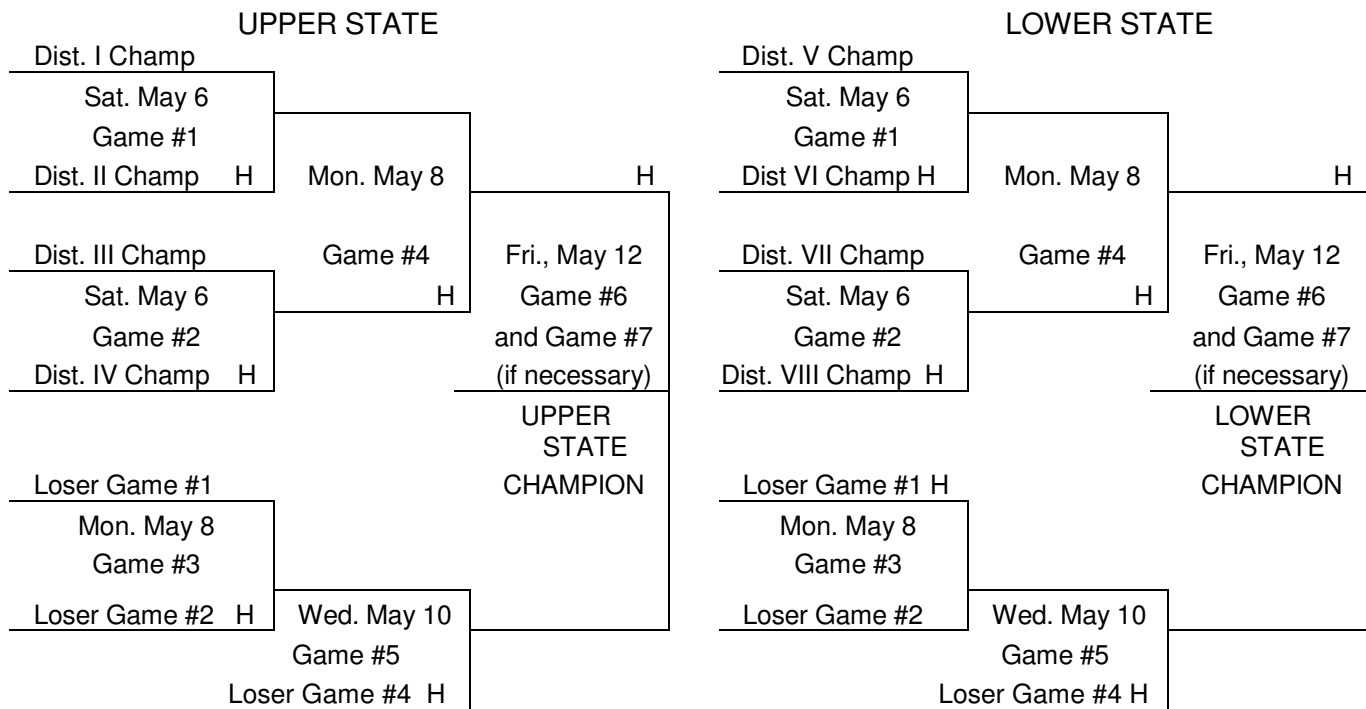 UPPER STATE
Dist. I Champ
Sat. May 6
Game #1
Dist. II Champ H
Mon. May 8
H
Dist. III Champ
Game #4
Fri., May 12
Sat. May 6
H
Game #6
Game #2
and Game #7
Dist. IV Champ H
(if necessary)
UPPER
STATE
CHAMPION
Loser Game #1
Mon. May 8
Game #3
Loser Game #2 H
Wed. May 10
Game #5
Loser Game #4 H
LOWER STATE
Dist. V Champ
Sat. May 6
Game #1
Dist VI Champ H
Mon. May 8
H
Dist. VII Champ
Game #4
Fri., May 12
Sat. May 6
H
Game #6
Game #2
and Game #7
Dist. VIII Champ H
(if necessary)
LOWER
STATE
CHAMPION
Loser Game #1 H
Mon. May 8
Game #3
Loser Game #2
Wed. May 10
Game #5
Loser Game #4 H